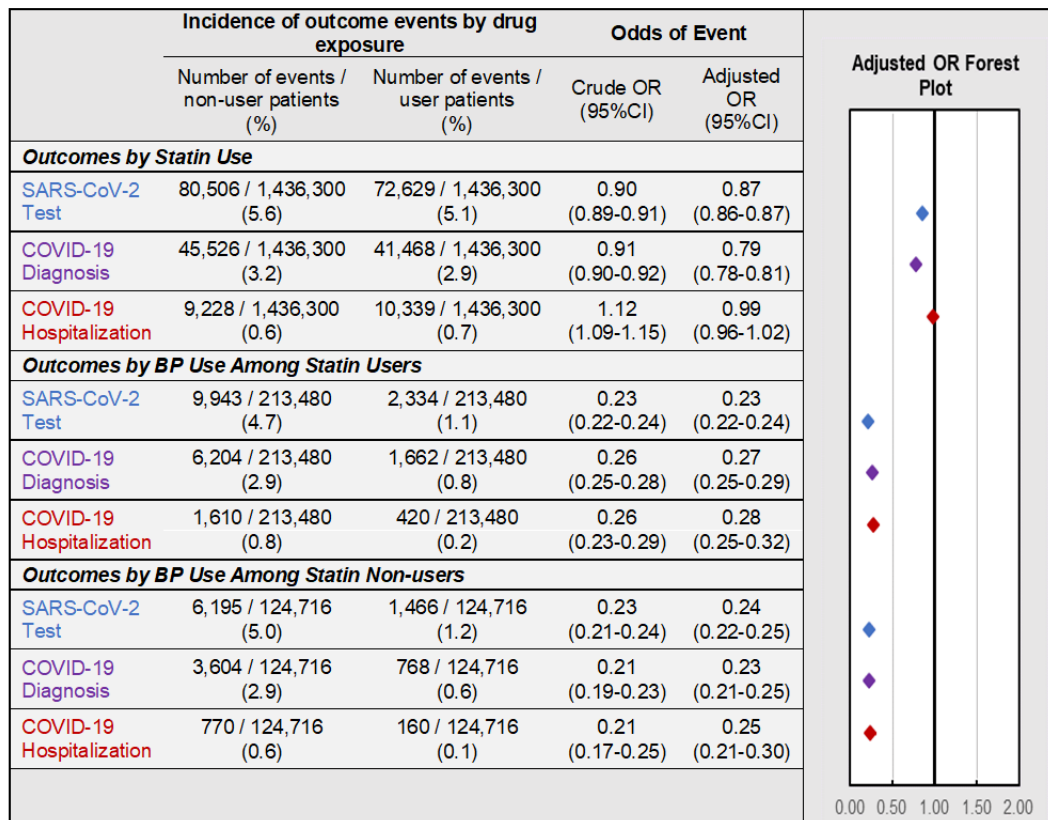 Incidence of outcome events by drug
exposure
Odds of Event
Number of events /
non-user patients
(%)
Number of events /
user patients
(%)
Crude OR
(95%CI)
Adjusted
OR
(95%CI)
Adjusted OR Forest
Plot
Outcomes by Statin Use
SARS-CoV-2
Test
80,506 / 1,436,300
(5.6)
72,629 / 1,436,300
(5.1)
0.90
(0.89-0.91)
0.87
(0.86-0.87)
COVID-19
Diagnosis
45,526 / 1,436,300
(3.2)
41,468 / 1,436,300
(2.9)
0.91
(0.90-0.92)
0.79
(0.78-0.81)
COVID-19
Hospitalization
9,228 / 1,436,300
(0.6)
10,339 / 1,436,300
(0.7)
1.12
(1.09-1.15)
0.99
(0.96-1.02)
Outcomes by BP Use Among Statin Users
SARS-CoV-2
Test
9,943 / 213,480
(4.7)
2,334 / 213,480
(1.1)
0.23
(0.22-0.24)
0.23
(0.22-0.24)
COVID-19
Diagnosis
6,204 / 213,480
(2.9)
1,662 / 213,480
(0.8)
0.26
(0.25-0.28)
0.27
(0.25-0.29)
COVID-19
Hospitalization
1,610 / 213,480
(0.8)
420 / 213,480
(0.2)
0.26
(0.23-0.29)
0.28
(0.25-0.32)
Outcomes by BP Use Among Statin Non-users
SARS-CoV-2
Test
6,195 / 124,716
(5.0)
1,466 / 124,716
(1.2)
0.23
(0.21-0.24)
0.24
(0.22-0.25)
COVID-19
Diagnosis
3,604 / 124,716
(2.9)
768 / 124,716
(0.6)
0.21
(0.19-0.23)
0.23
(0.21-0.25)
COVID-19
Hospitalization
770 / 124,716
(0.6)
160 / 124,716
(0.1)
0.21
(0.17-0.25)
0.25
(0.21-0.30)
0.00 0.50 1.00 1.50 2.00